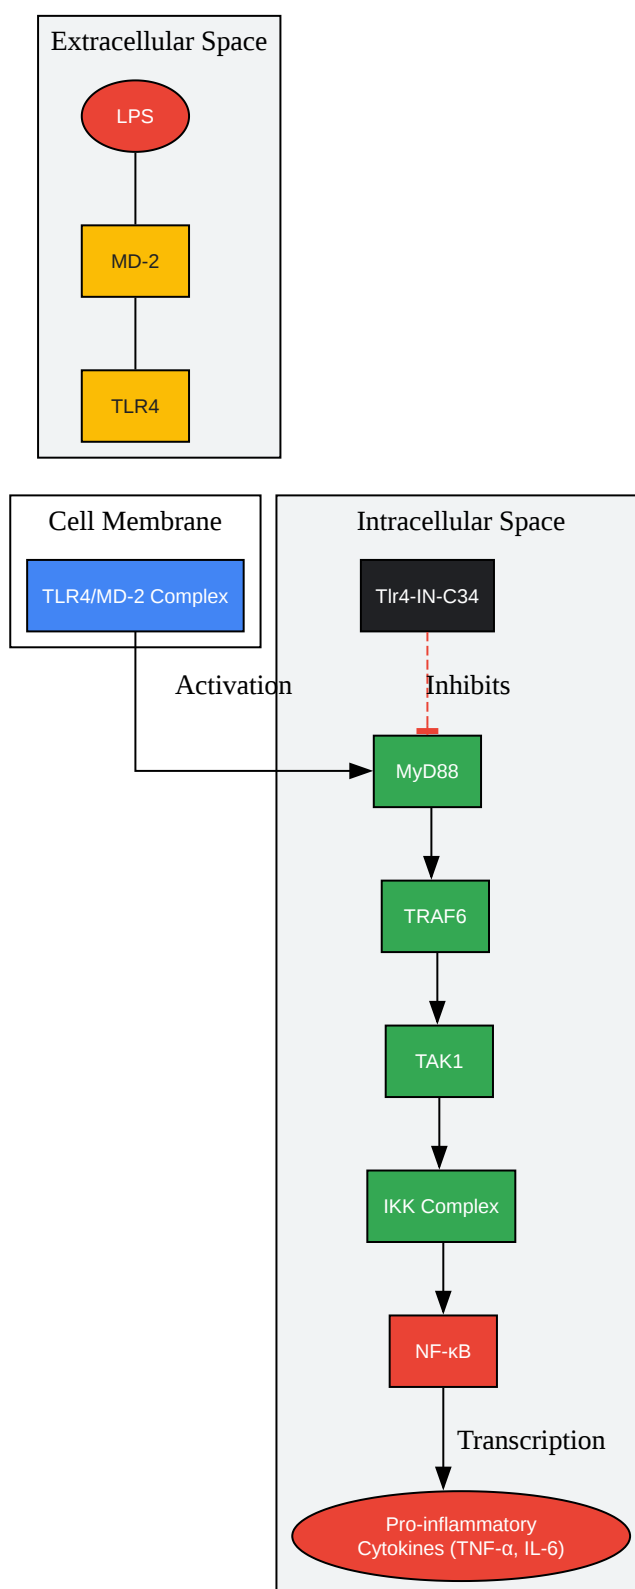 Extracellular Space
LPS
MD-2
TLR4
Cell Membrane
TLR4/MD-2 Complex
Intracellular Space
Tlr4-IN-C34
Activation
Inhibits
MyD88
TRAF6
TAK1
IKK Complex
NF-κB
Transcription
Pro-inflammatory
Cytokines (TNF-α, IL-6)